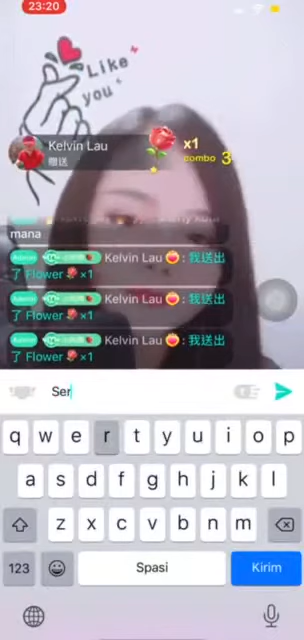 23:20
Like
you
Kelvin Lau
x1
combo 3
mana
Kelvin Lau : 我送出
了 Flower x1
Kelvin Lau : 我送出
了 Flower x1
Kelvin Lau : 我送出
了 Flower x1
Ser
q w e r t y u i o p
a s d f g h j k l
z x c v b n m
123 Spasi Kirim